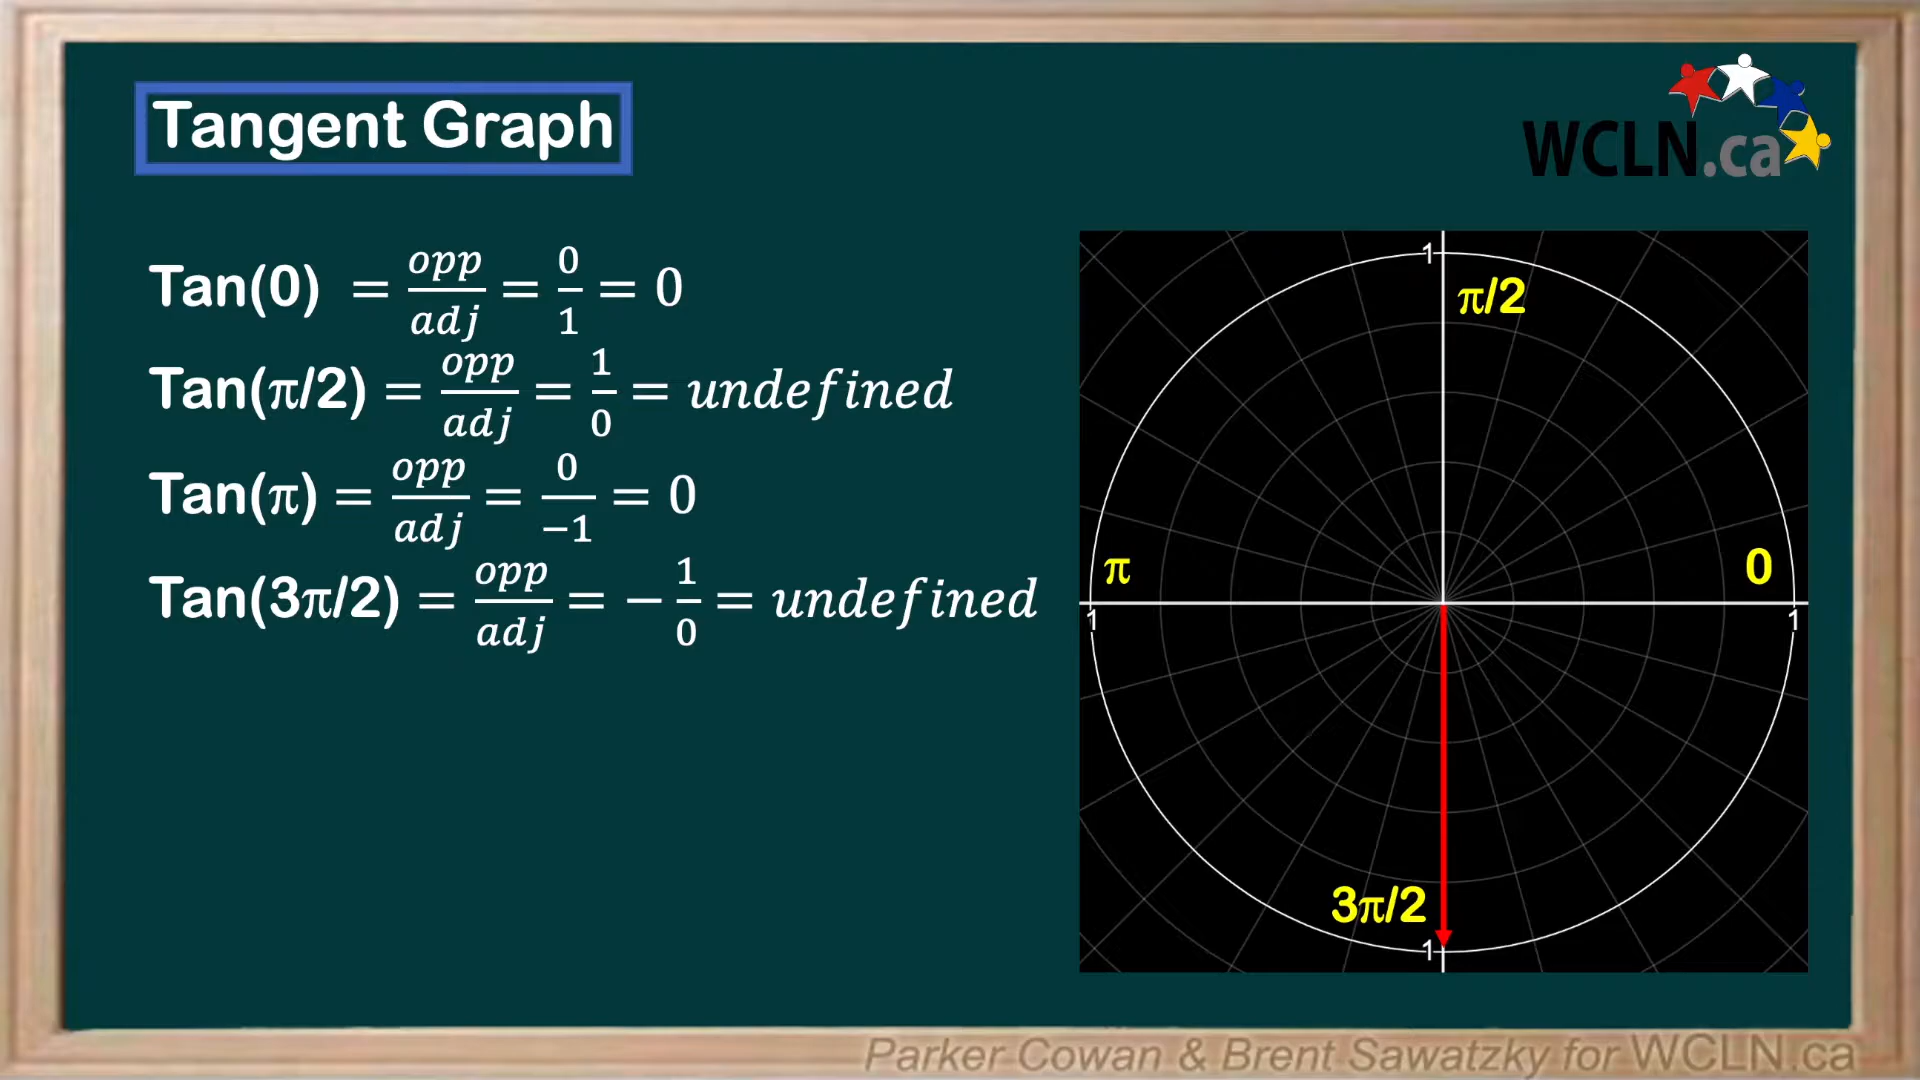 Tangent Graph
WCLN.ca
Tan(0) = opp/adj = 0/1 = 0
Tan(π/2) = opp/adj = 1/0 = undefined
Tan(π) = opp/adj = 0/−1 = 0
Tan(3π/2) = opp/adj = − 1/0 = undefined
1
π/2
π
0
1
1
3π/2
1
Parker Cowan & Brent Sawatzky for WCLN.ca